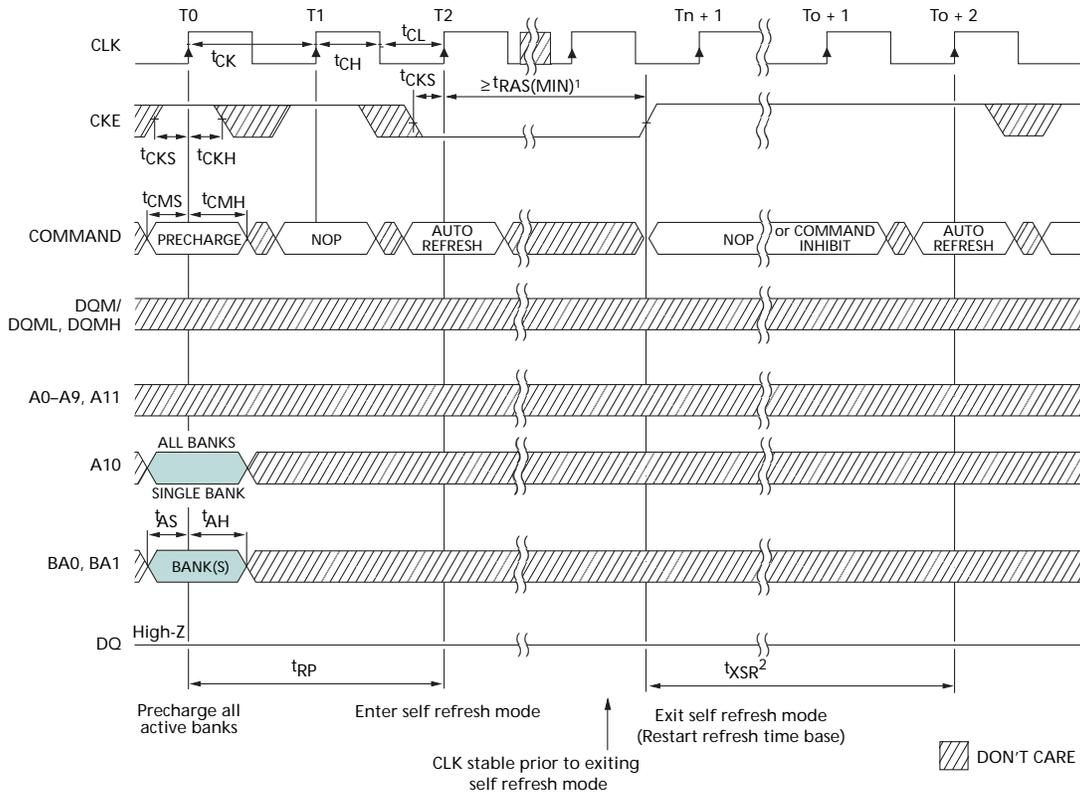 T0 T1 T2 Tn + 1 To + 1 To + 2
CLK
tCK tCH tCL
tCKS ≥tRAS(MIN)¹
CKE
tCKS tCKH
tCMS tCMH
COMMAND PRECHARGE NOP AUTO REFRESH NOP or COMMAND INHIBIT AUTO REFRESH
DQM/
DQML, DQMH
A0–A9, A11
ALL BANKS
A10
SINGLE BANK
tAS tAH
BA0, BA1 BANK(S)
High-Z
DQ
tRP tXSR²
Precharge all
active banks
Enter self refresh mode
Exit self refresh mode
(Restart refresh time base)
CLK stable prior to exiting
self refresh mode
DON'T CARE